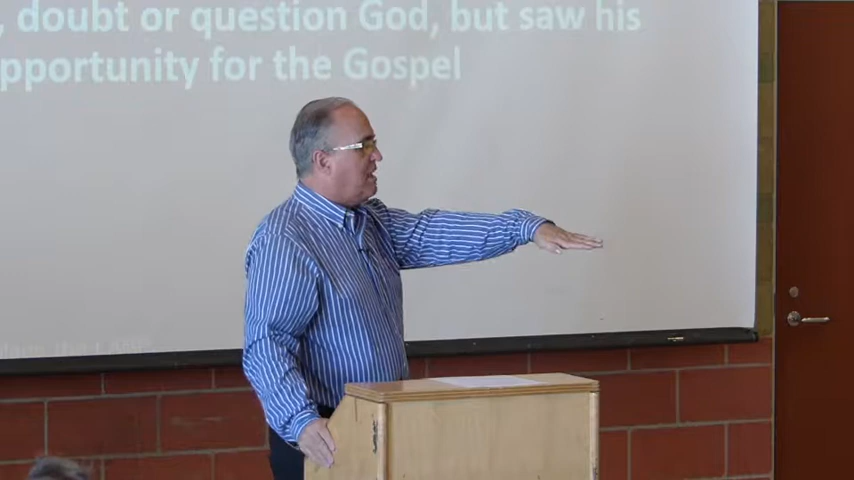 , doubt or question God, but saw his
pportunity for the Gospel